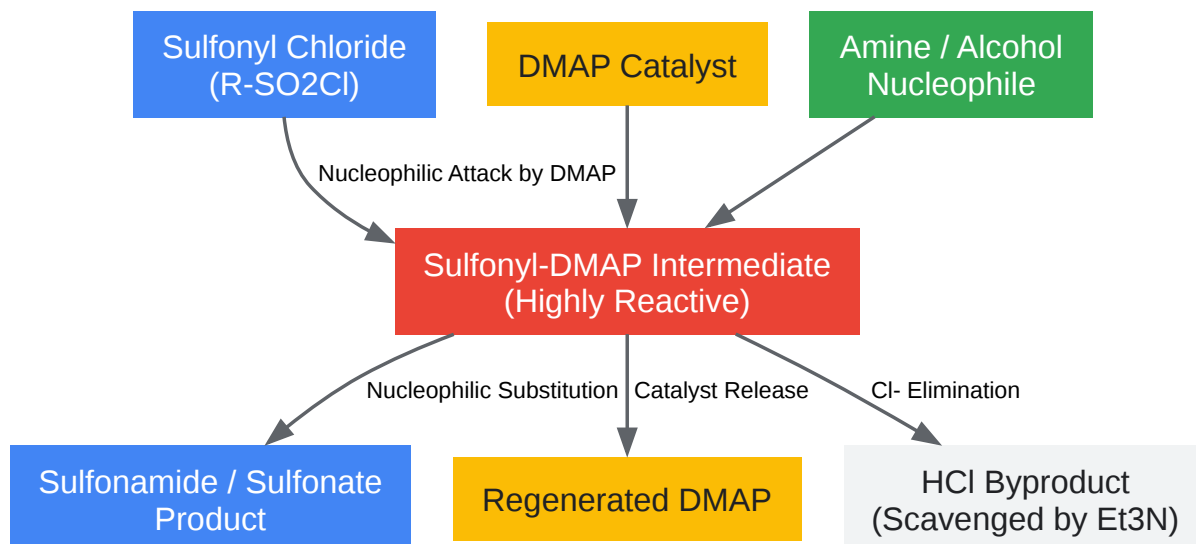 Sulfonyl Chloride
(R-SO2Cl)
DMAP Catalyst
Amine / Alcohol
Nucleophile
Nucleophilic Attack by DMAP
Sulfonyl-DMAP Intermediate
(Highly Reactive)
Nucleophilic Substitution
Catalyst Release
Cl- Elimination
Sulfonamide / Sulfonate
Product
Regenerated DMAP
HCl Byproduct
(Scavenged by Et3N)